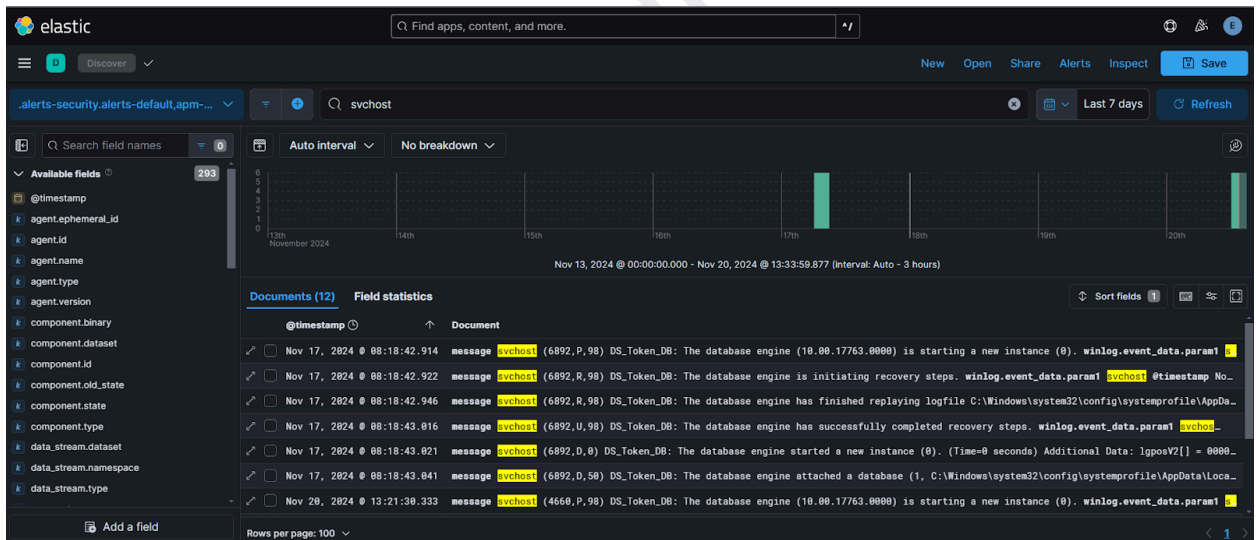 elastic
Find apps, content, and more.
^/
E
D
Discover
New Open Share Alerts Inspect Save
.alerts-security.alerts-default,apm-...
svchost
Last 7 days
Refresh
Search field names
0
Auto interval
No breakdown
Available fields
293
@timestamp
agent.ephemeral_id
agent.id
agent.name
agent.type
agent.version
component.binary
component.dataset
component.id
component.old_state
component.state
component.type
data_stream.dataset
data_stream.namespace
data_stream.type
Add a field
6
5
4
3
2
1
0
13th 14th 15th 16th 17th 18th 19th 20th
November 2024
Nov 13, 2024 @ 00:00:00.000 - Nov 20, 2024 @ 13:33:59.877 (interval: Auto - 3 hours)
Documents (12) Field statistics
Sort fields 1
@timestamp Document
Nov 17, 2024 @ 08:18:42.914 message svchost (6892,P,98) DS_Token_DB: The database engine (10.00.17763.0000) is starting a new instance (0). winlog.event_data.param1 s
Nov 17, 2024 @ 08:18:42.922 message svchost (6892,R,98) DS_Token_DB: The database engine is initiating recovery steps. winlog.event_data.param1 svchost @timestamp No…
Nov 17, 2024 @ 08:18:42.946 message svchost (6892,R,98) DS_Token_DB: The database engine has finished replaying logfile C:\Windows\system32\config\systemprofile\AppDa…
Nov 17, 2024 @ 08:18:43.016 message svchost (6892,U,98) DS_Token_DB: The database engine has successfully completed recovery steps. winlog.event_data.param1 svchos…
Nov 17, 2024 @ 08:18:43.021 message svchost (6892,D,0) DS_Token_DB: The database engine started a new instance (0). (Time=0 seconds) Additional Data: lgposV2[] = 0000…
Nov 17, 2024 @ 08:18:43.041 message svchost (6892,D,50) DS_Token_DB: The database engine attached a database (1, C:\Windows\system32\config\systemprofile\AppData\Loca…
Nov 20, 2024 @ 13:21:30.333 message svchost (4660,P,98) DS_Token_DB: The database engine (10.00.17763.0000) is starting a new instance (0). winlog.event_data.param1 s
Rows per page: 100
1